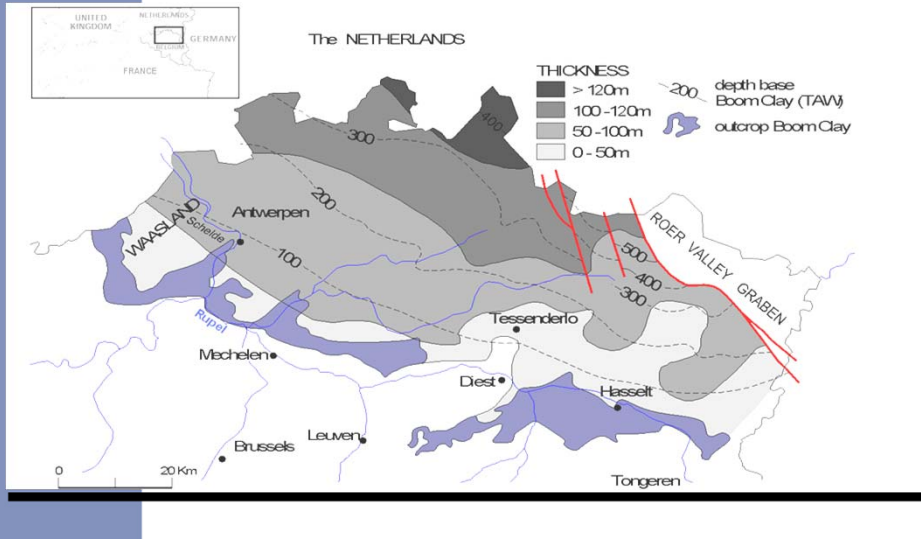 UNITED
KINGDOM
NETHERLANDS
GERMANY
BELGIUM
FRANCE
The NETHERLANDS
THICKNESS
> 120m
100 -120m
50 -100m
0 - 50m
200
depth base
Boom Clay (TAW)
outcrop Boom Clay
400
300
200
100
WAASLAND
Schelde
Antwerpen
ROER VALLEY GRABEN
500
400
300
Rupel
Tessenderlo
Mechelen
Diest
Hasselt
Leuven
Brussels
0 20 Km
Tongeren